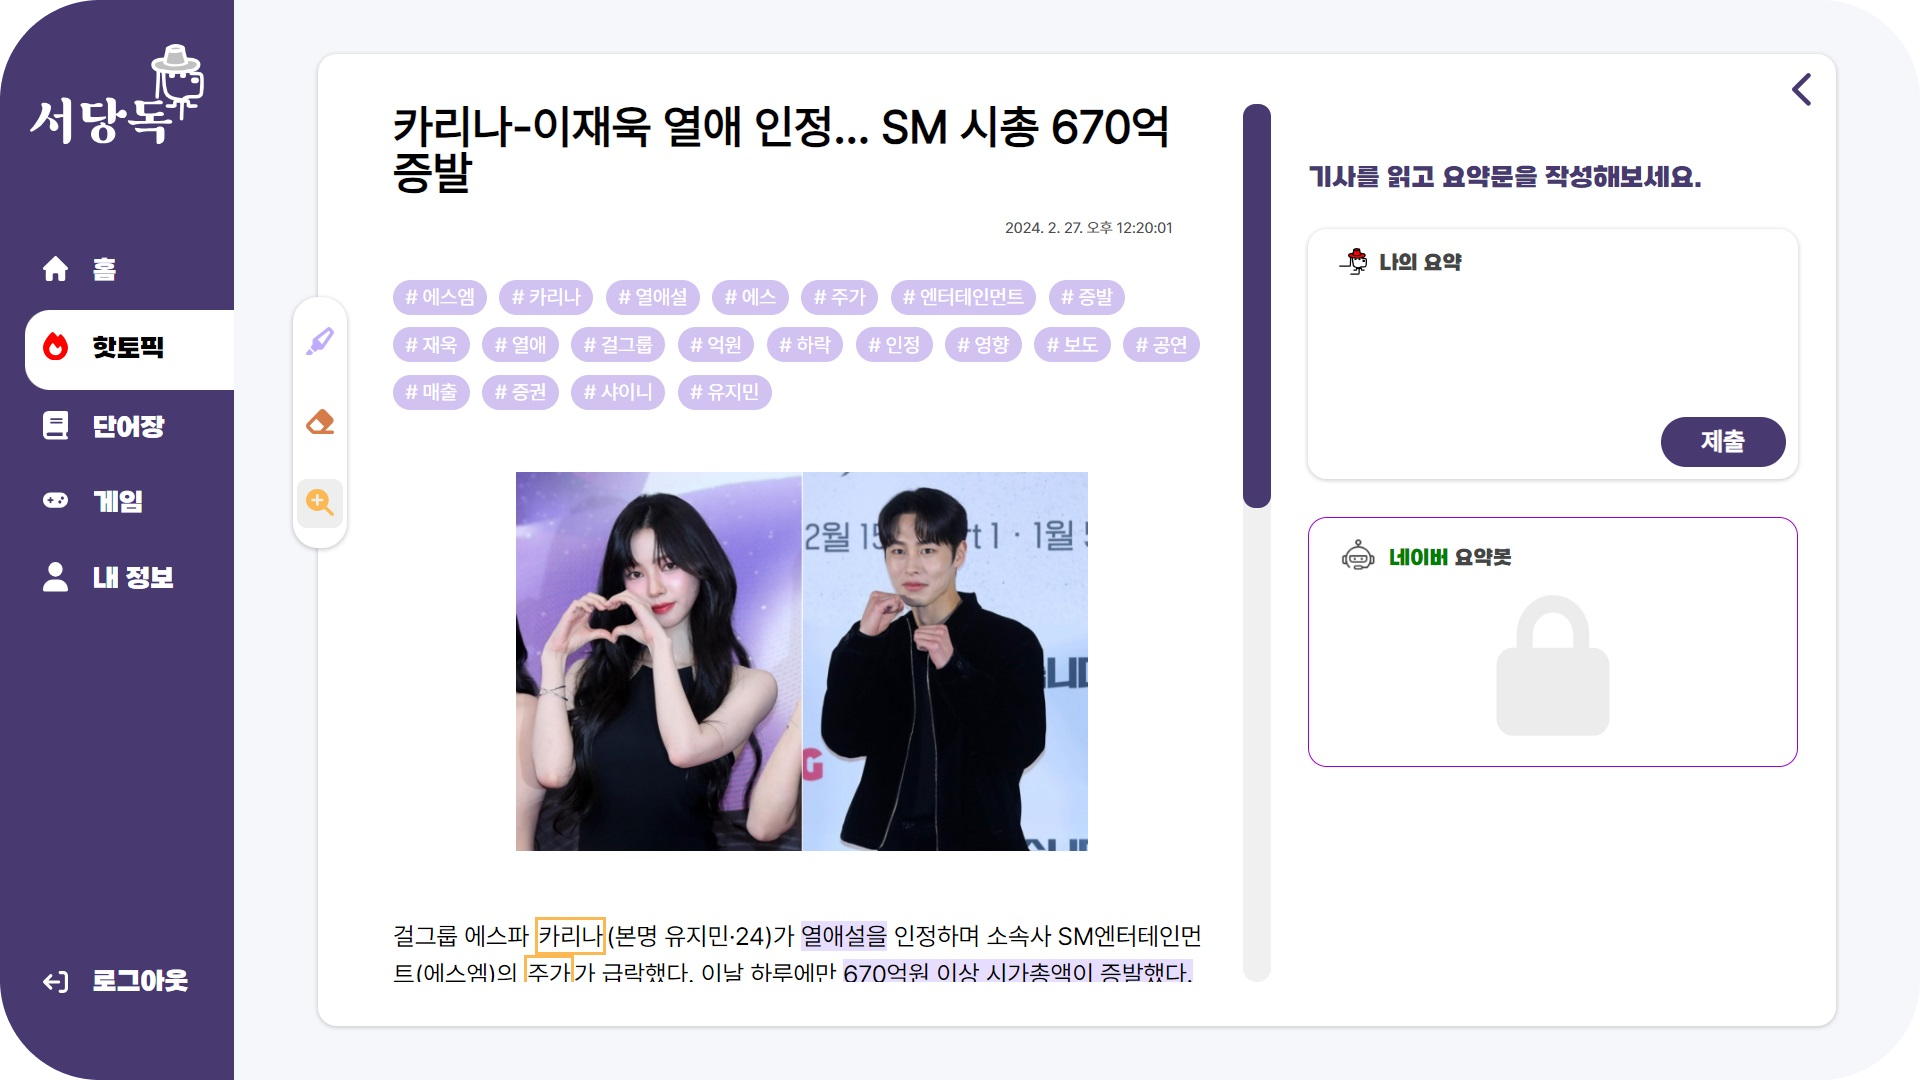 서당독
홈
핫토픽
단어장
게임
내 정보
로그아웃
카리나-이재욱 열애 인정... SM 시총 670억
증발
2024. 2. 27. 오후 12:20:01
# 에스엠 # 카리나 # 열애설 # 에스 # 주가 # 엔터테인먼트 # 증발
# 재욱 # 열애 # 걸그룹 # 억원 # 하락 # 인정 # 영향 # 보도 # 공연
# 매출 # 증권 # 샤이니 # 유지민
2월 15 rt 1 · 1월 5
G
걸그룹 에스파 카리나(본명 유지민·24)가 열애설을 인정하며 소속사 SM엔터테인먼
트(에스엠)의 주가가 급락했다. 이날 하루에만 670억원 이상 시가총액이 증발했다.
기사를 읽고 요약문을 작성해보세요.
나의 요약
제출
네이버 요약봇